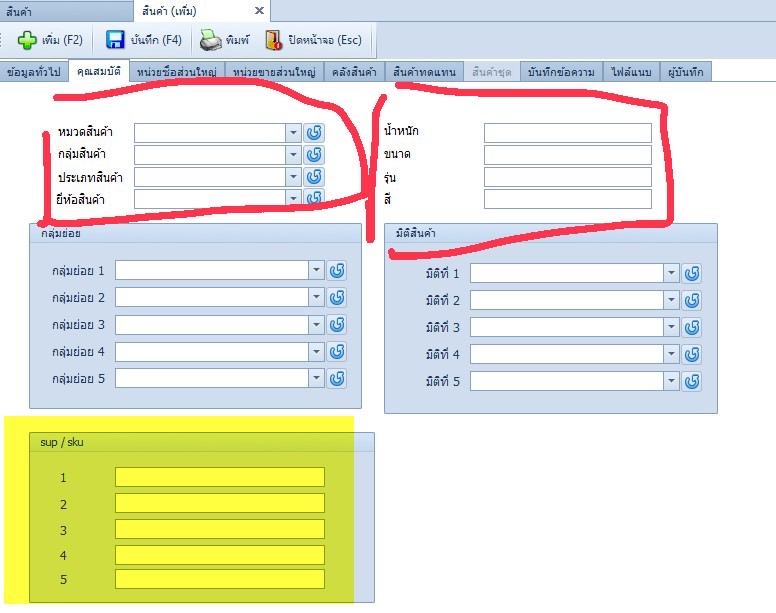 สินค้า สินค้า (เพิ่ม)
เพิ่ม (F2) บันทึก (F4) พิมพ์ ปิดหน้าจอ (Esc)
ข้อมูลทั่วไป คุณสมบัติ หน่วยซื้อส่วนใหญ่ หน่วยขายส่วนใหญ่ คลังสินค้า สินค้าทดแทน สินค้าชุด บันทึกข้อความ ไฟล์แนบ ผู้บันทึก
หมวดสินค้า
กลุ่มสินค้า
ประเภทสินค้า
ยี่ห้อสินค้า
น้ำหนัก
ขนาด
รุ่น
สี
กลุ่มย่อย
กลุ่มย่อย 1
กลุ่มย่อย 2
กลุ่มย่อย 3
กลุ่มย่อย 4
กลุ่มย่อย 5
มิติสินค้า
มิติที่ 1
มิติที่ 2
มิติที่ 3
มิติที่ 4
มิติที่ 5
sup / sku
1
2
3
4
5